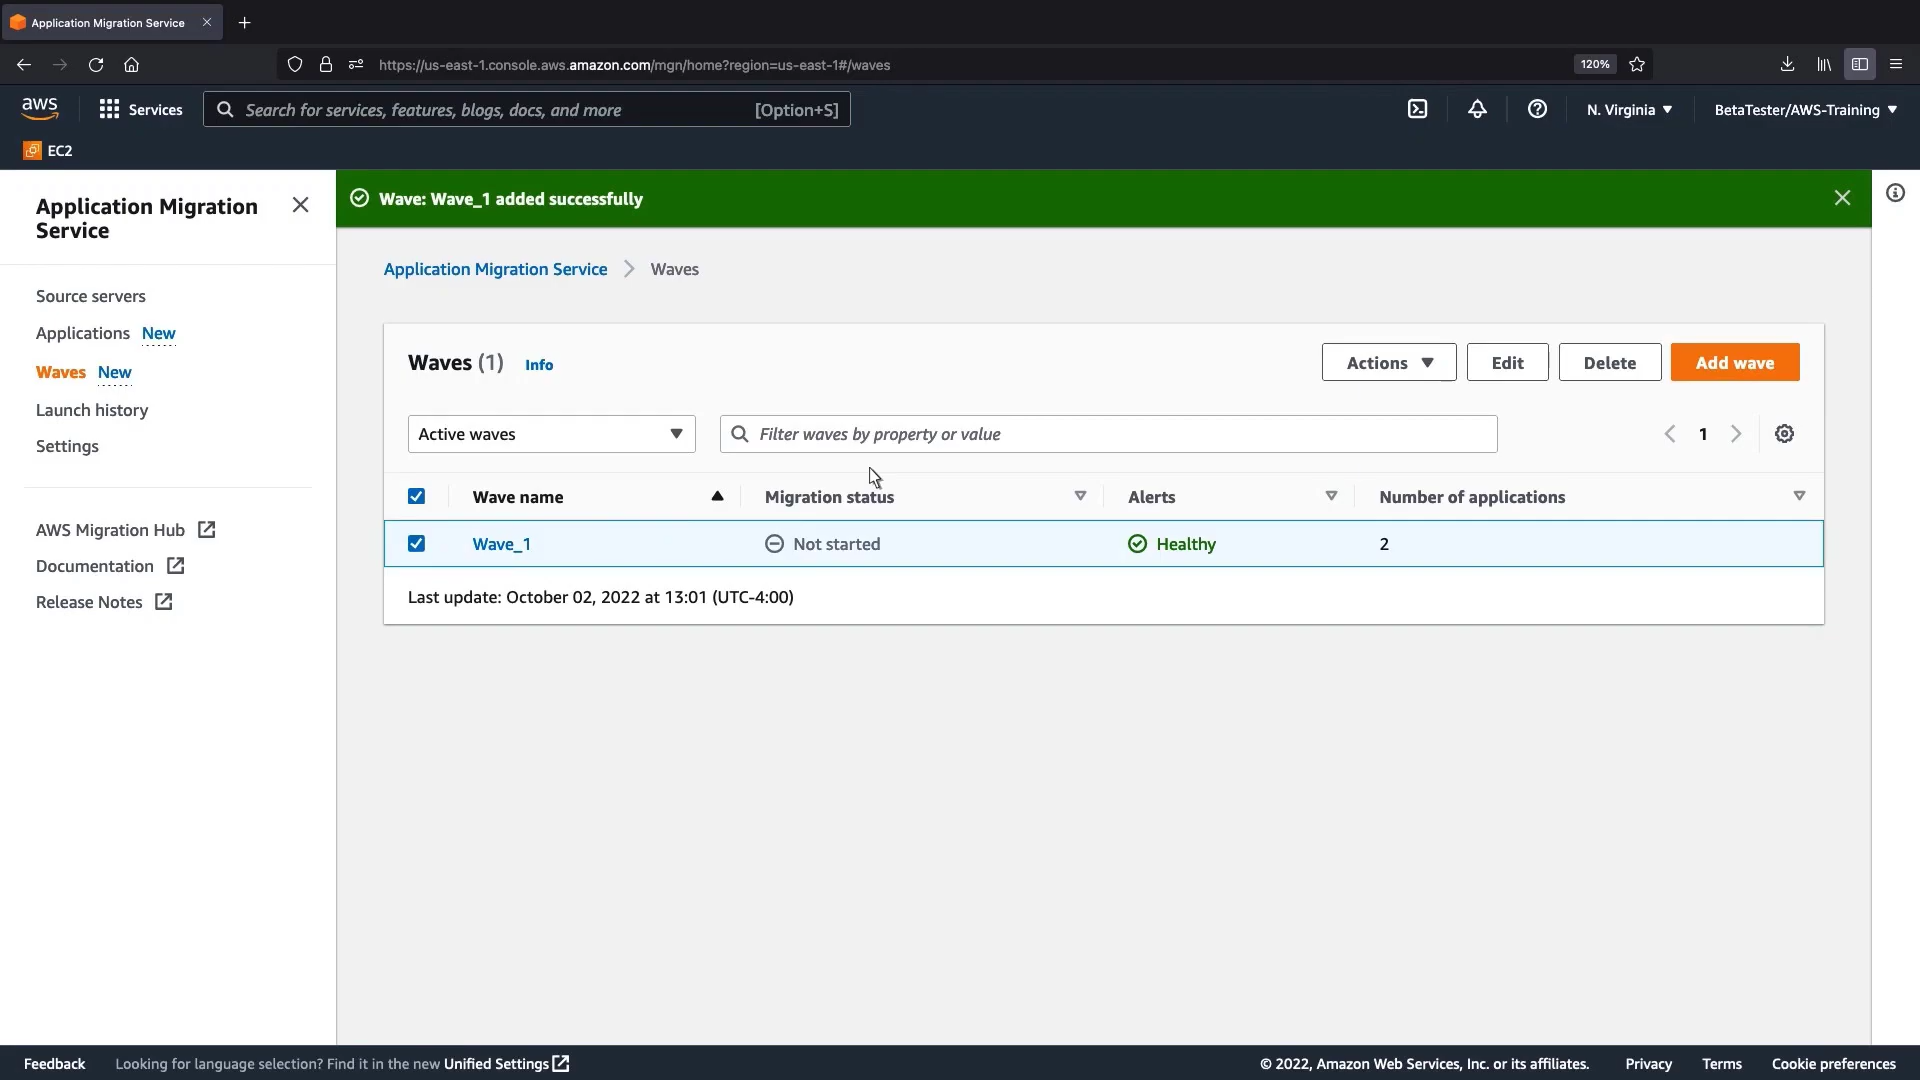 Application Migration Service
https://us-east-1.console.aws.amazon.com/mgn/home?region=us-east-1#/waves
120%
aws
Services
Search for services, features, blogs, docs, and more
[Option+S]
N. Virginia
BetaTester/AWS-Training
EC2
Application Migration
Service
Source servers
Applications New
Waves New
Launch history
Settings
AWS Migration Hub
Documentation
Release Notes
Wave: Wave_1 added successfully
Application Migration Service > Waves
Waves (1) Info
Actions
Edit
Delete
Add wave
Active waves
Filter waves by property or value
1
Wave name Migration status Alerts Number of applications
Wave_1 Not started Healthy 2
Last update: October 02, 2022 at 13:01 (UTC-4:00)
Feedback
Looking for language selection? Find it in the new Unified Settings
© 2022, Amazon Web Services, Inc. or its affiliates.
Privacy
Terms
Cookie preferences